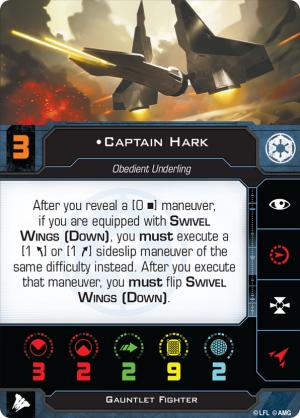 3
•Captain Hark
Obedient Underling
After you reveal a [0 ■] maneuver,
if you are equipped with Swivel
Wings (Down), you must execute a
[1 ↰] or [1 ↱] sideslip maneuver of the
same difficulty instead. After you execute
that maneuver, you must flip Swivel
Wings (Down).
3 2 2 9 2
Gauntlet Fighter
© LFL © AMG